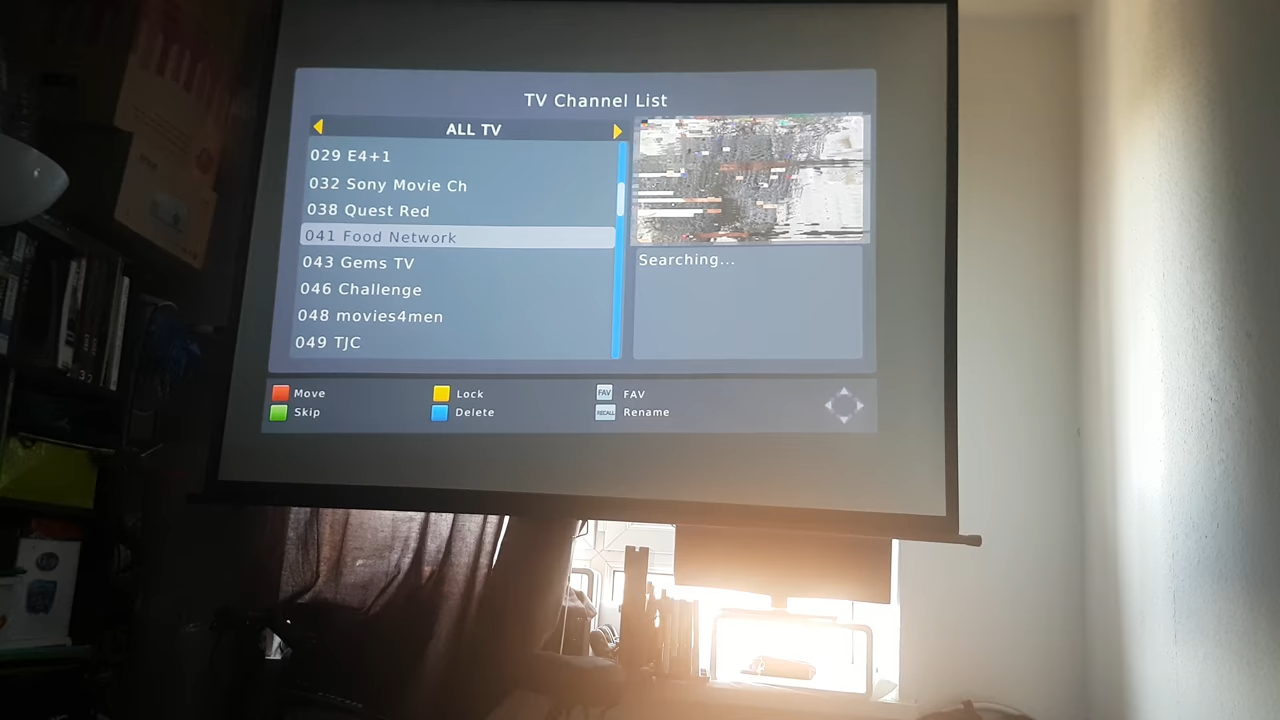 TV Channel List
ALL TV
029 E4+1
032 Sony Movie Ch
038 Quest Red
041 Food Network
043 Gems TV
046 Challenge
048 movies4men
049 TJC
Searching...
Move
Lock
FAV FAV
Skip
Delete
RECALL Rename